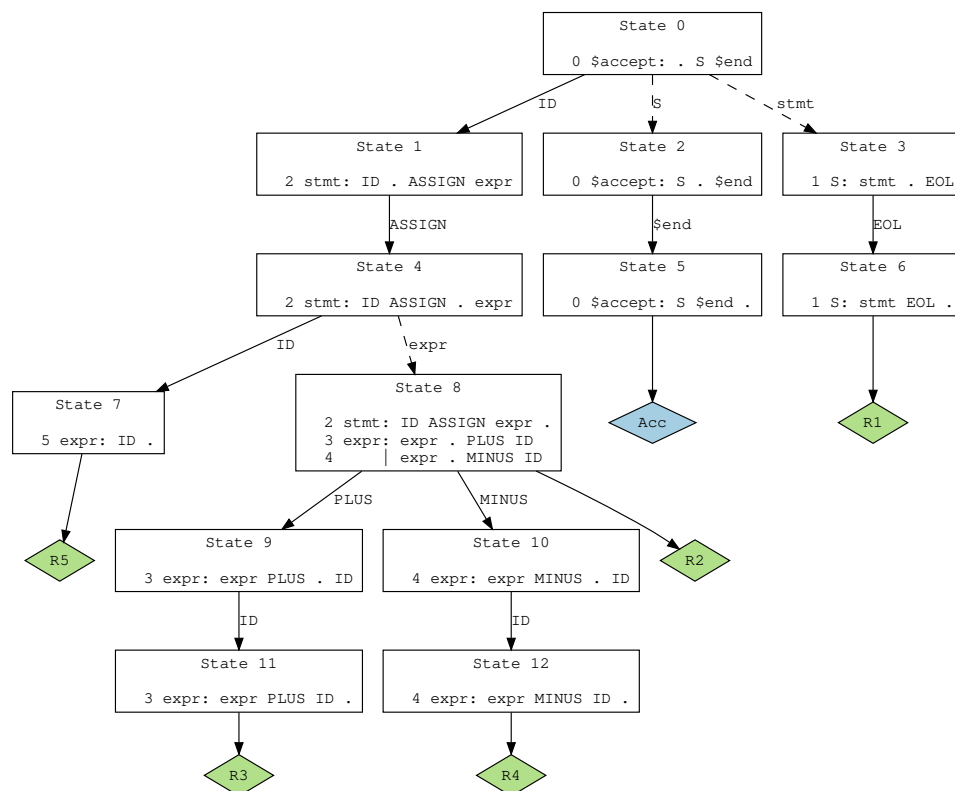 State 0
0 $accept: . S $end
ID
S
stmt
State 1
2 stmt: ID . ASSIGN expr
State 2
0 $accept: S . $end
State 3
1 S: stmt . EOL
ASSIGN
$end
EOL
State 4
2 stmt: ID ASSIGN . expr
State 5
0 $accept: S $end .
State 6
1 S: stmt EOL .
ID
expr
State 7
5 expr: ID .
State 8
2 stmt: ID ASSIGN expr .
3 expr: expr . PLUS ID
4 | expr . MINUS ID
Acc
R1
PLUS
MINUS
R5
State 9
3 expr: expr PLUS . ID
State 10
4 expr: expr MINUS . ID
R2
ID
ID
State 11
3 expr: expr PLUS ID .
State 12
4 expr: expr MINUS ID .
R3
R4